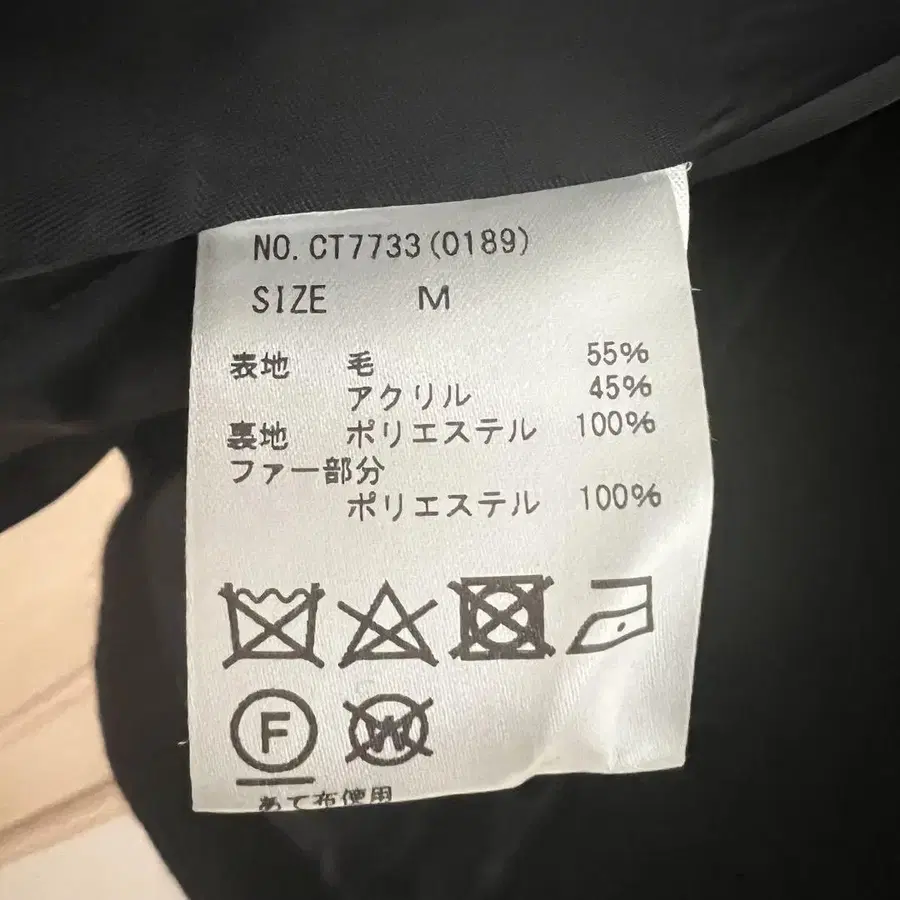 NO. CT7733(0189)
SIZE M
表地 毛 55%
アクリル 45%
裏地 ポリエステル 100%
ファー部分
ポリエステル 100%
F W
あて布使用